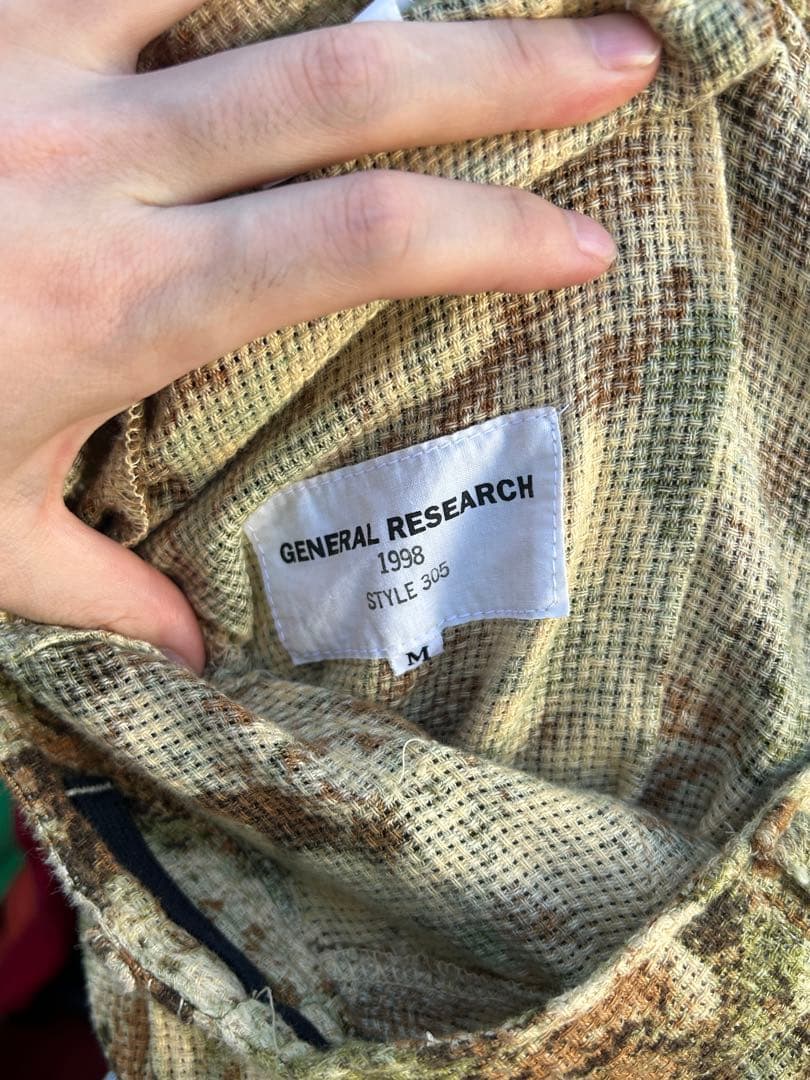 GENERAL RESEARCH
1998
STYLE 305
M